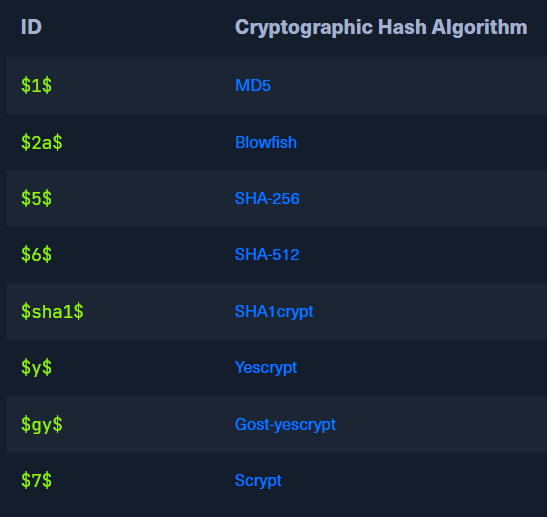 ID Cryptographic Hash Algorithm
$1$ MD5
$2a$ Blowfish
$5$ SHA-256
$6$ SHA-512
$sha1$ SHA1crypt
$y$ Yescrypt
$gy$ Gost-yescrypt
$7$ Scrypt